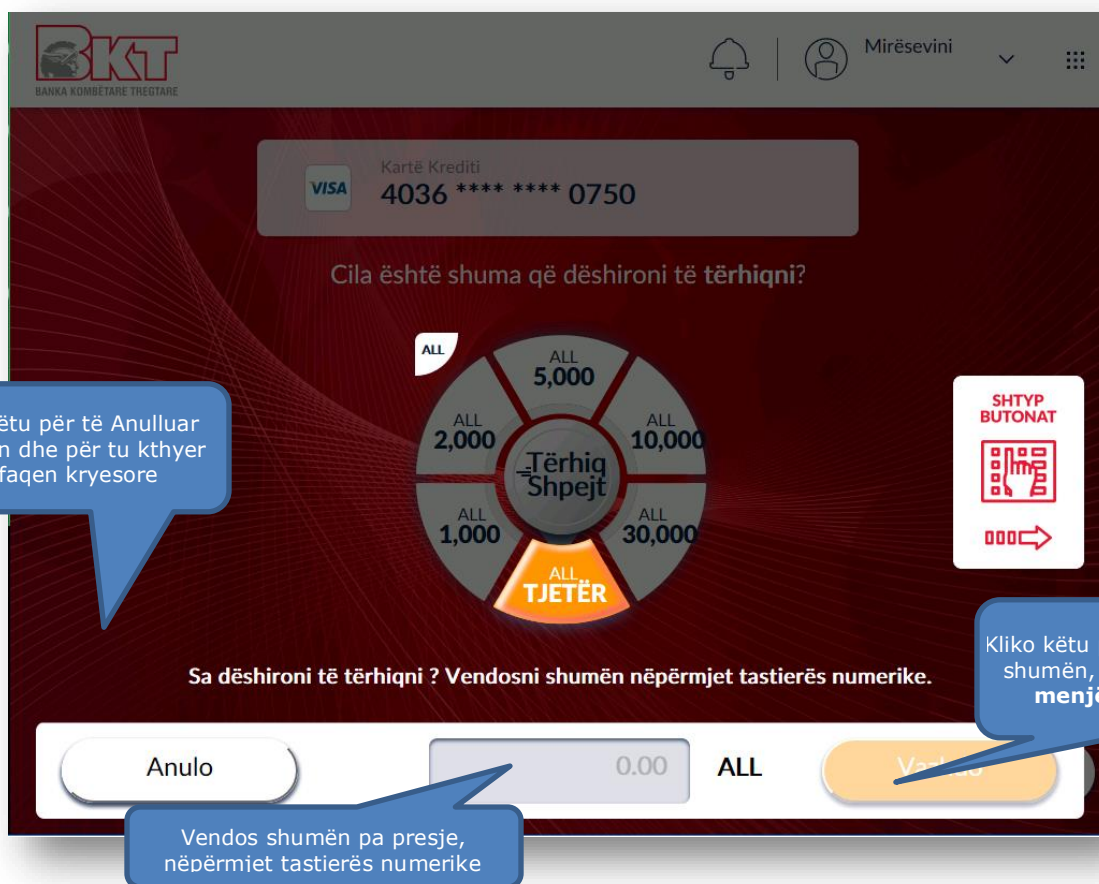 BKT
BANKA KOMBËTARE TREGTARE
Mirësevini
VISA
Kartë Krediti
4036 **** **** 0750
Cila është shuma që dëshironi të tërhiqni?
ALL
ALL
5,000
ALL
2,000
ALL
10,000
Tërhiq
Shpejt
ALL
1,000
ALL
30,000
ALL
TJETËR
SHTYP
BUTONAT
për të Anulluar
dhe për tu kthyer
faqen kryesore
Kliko këtu
shumën,
Sa dëshironi të tërhiqni ? Vendosni shumën nëpërmjet tastierës numerike.
Anulo
0.00
ALL
Vendos shumën pa presje,
nëpërmjet tastierës numerike